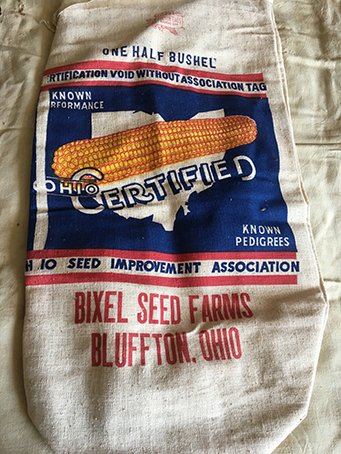 ONE HALF BUSHEL
RTIFICATION VOID WITHOUT ASSOCIATION TAG
KNOWN
RFORMANCE
OHIO
CERTIFIED
KNOWN
PEDIGREES
H IO SEED IMPROVEMENT ASSOCIATION
BIXEL SEED FARMS
BLUFFTON, OHIO